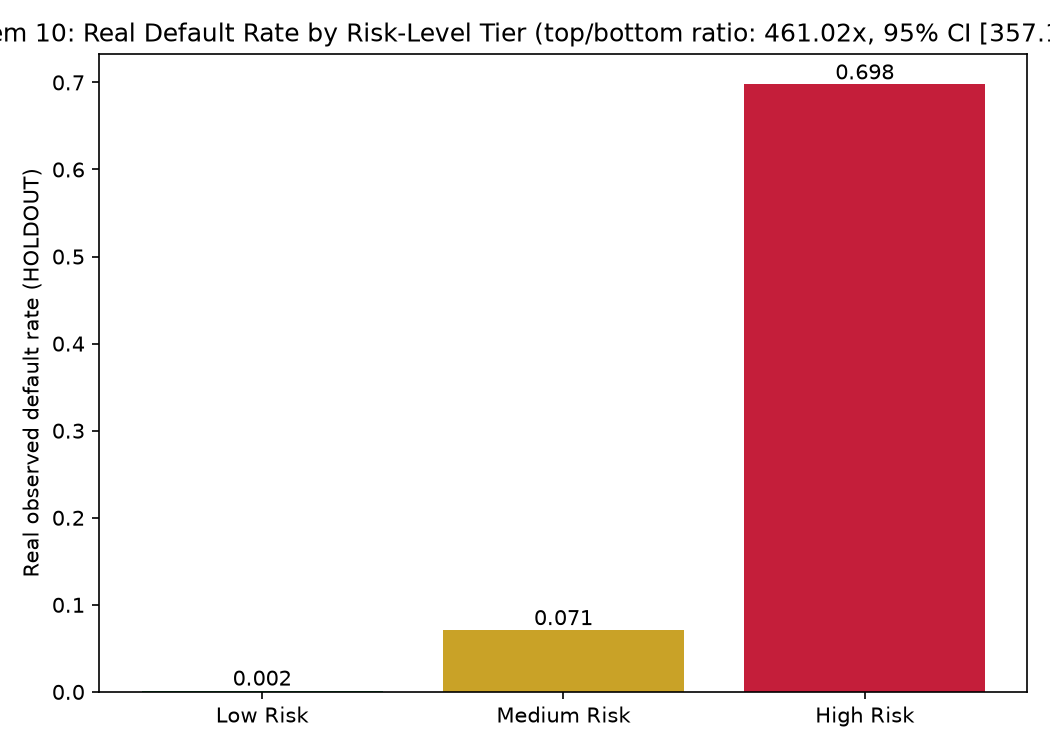 em 10: Real Default Rate by Risk-Level Tier (top/bottom ratio: 461.02x, 95% CI [357.1
Real observed default rate (HOLDOUT)
0.7
0.6
0.5
0.4
0.3
0.2
0.1
0.0
0.002
0.071
0.698
Low Risk
Medium Risk
High Risk